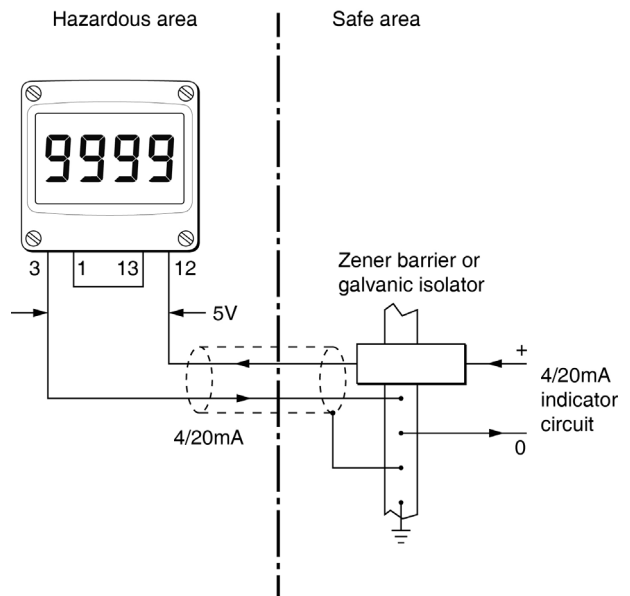 Hazardous area
Safe area
9999
3
1
13
12
5V
Zener barrier or
galvanic isolator
+
4/20mA
indicator
circuit
0
4/20mA